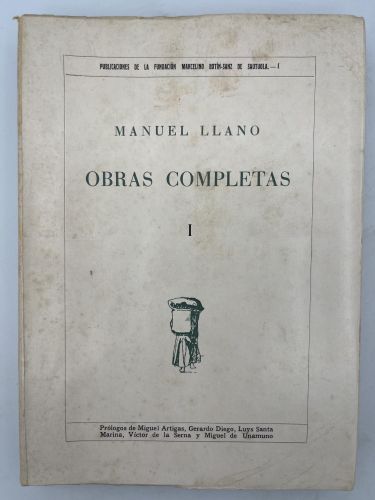 PUBLICACIONES DE LA FUNDACIÓN MARCELINO BOTÍN-SANZ DE SAUTUOLA.—I
MANUEL LLANO
OBRAS COMPLETAS
I
Prólogos de Miguel Artigas, Gerardo Diego, Luys Santa
Marina, Víctor de la Serna y Miguel de Unamuno